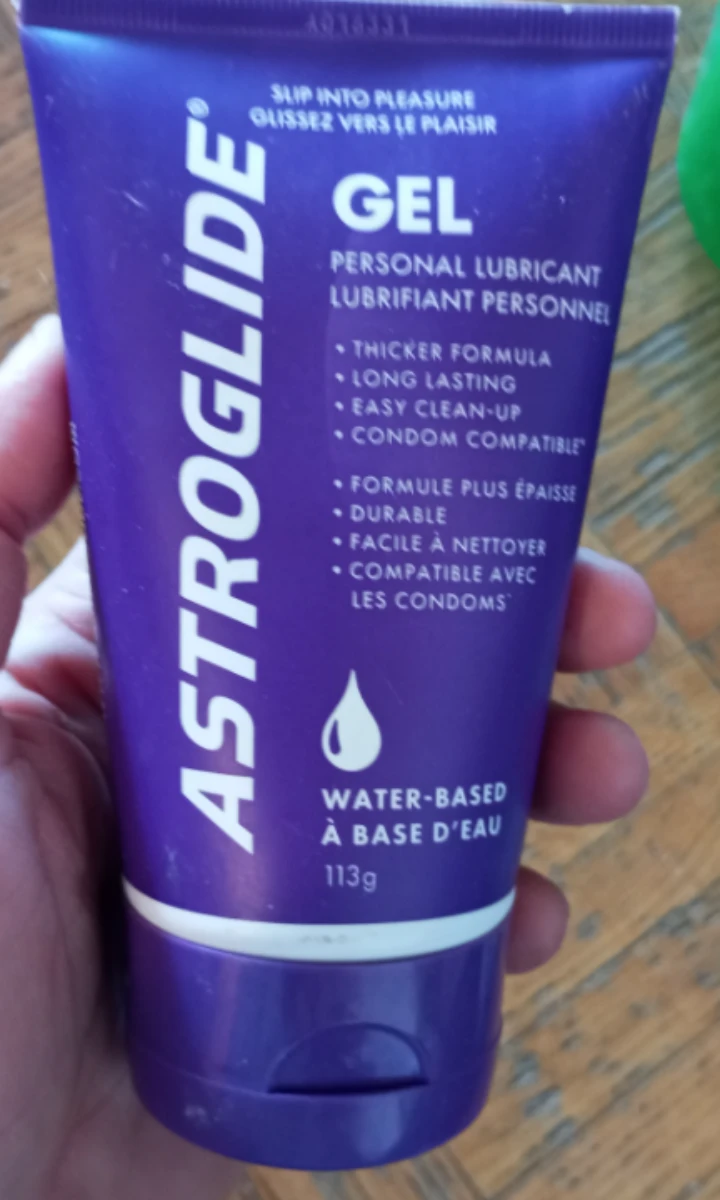 SLIP INTO PLEASURE
GLISSEZ VERS LE PLAISIR
ASTROGLIDE®
GEL
PERSONAL LUBRICANT
LUBRIFIANT PERSONNEL
• THICKER FORMULA
• LONG LASTING
• EASY CLEAN-UP
• CONDOM COMPATIBLE*
• FORMULE PLUS ÉPAISSE
• DURABLE
• FACILE À NETTOYER
• COMPATIBLE AVEC
LES CONDOMS*
WATER-BASED
À BASE D'EAU
113g